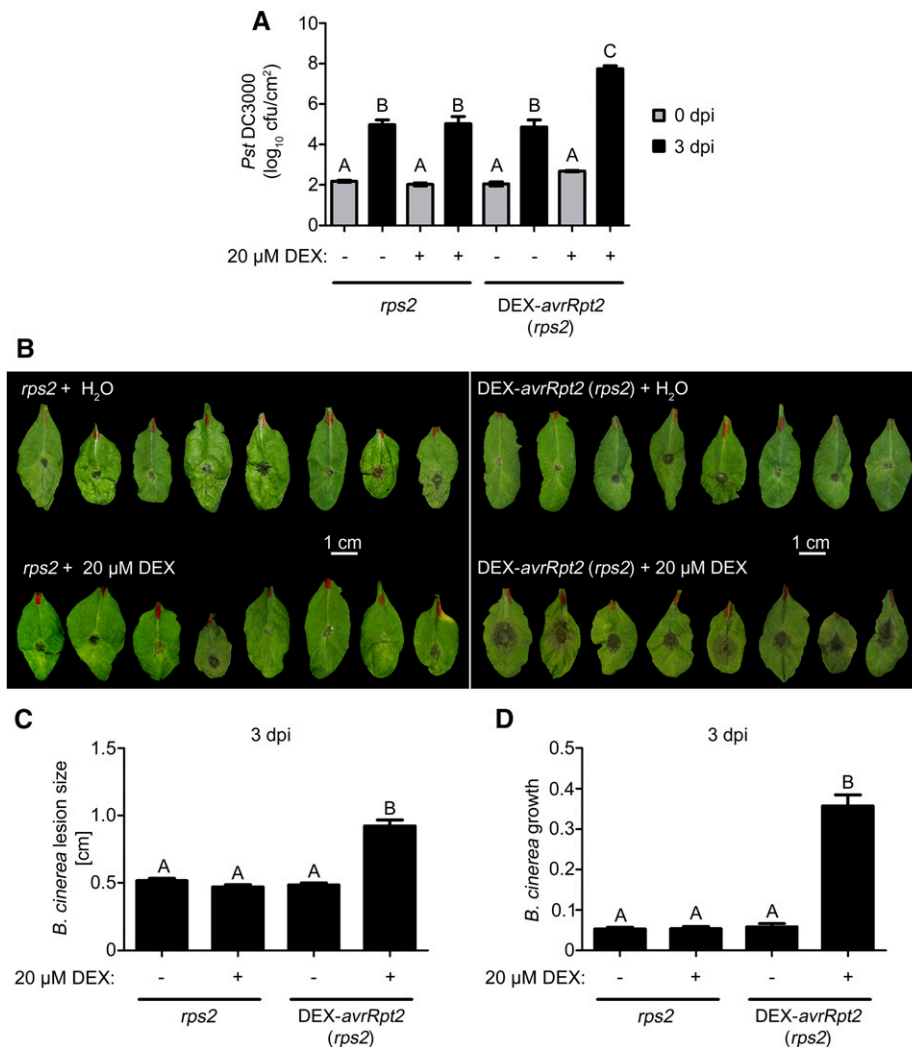 A
Pst DC3000
(log₁₀ cfu/cm²)
10
8
6
4
2
0
A
B
A
B
A
B
A
C
0 dpi
3 dpi
20 µM DEX: - - + + - - + +
rps2
DEX-avrRpt2
(rps2)
B
rps2 + H₂O
DEX-avrRpt2 (rps2) + H₂O
1 cm
1 cm
rps2 + 20 µM DEX
DEX-avrRpt2 (rps2) + 20 µM DEX
C
3 dpi
B. cinerea lesion size
[cm]
1.5
1.0
0.5
0
A
A
A
B
20 µM DEX: - + - +
rps2
DEX-avrRpt2
(rps2)
D
3 dpi
B. cinerea growth
0.5
0.4
0.3
0.2
0.1
0
A
A
A
B
20 µM DEX: - + - +
rps2
DEX-avrRpt2
(rps2)